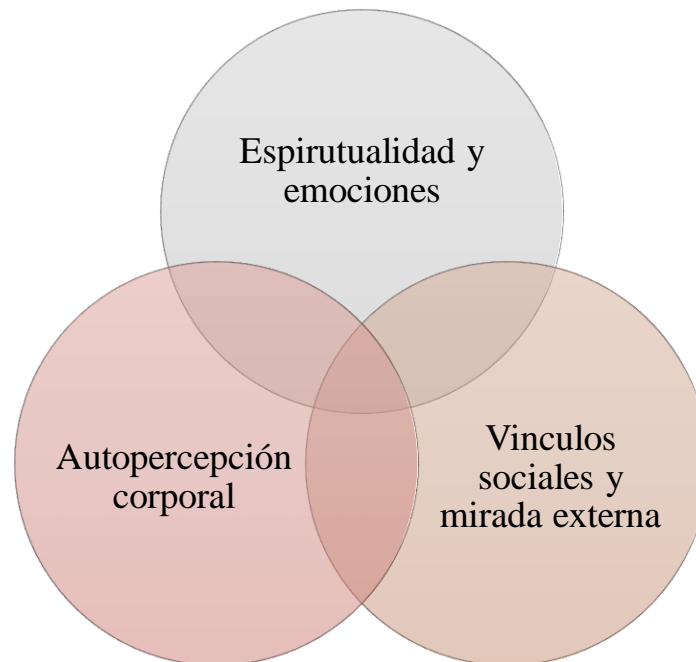 Espirutualidad y
emociones
Autopercepción
corporal
Vinculos
sociales y
mirada externa